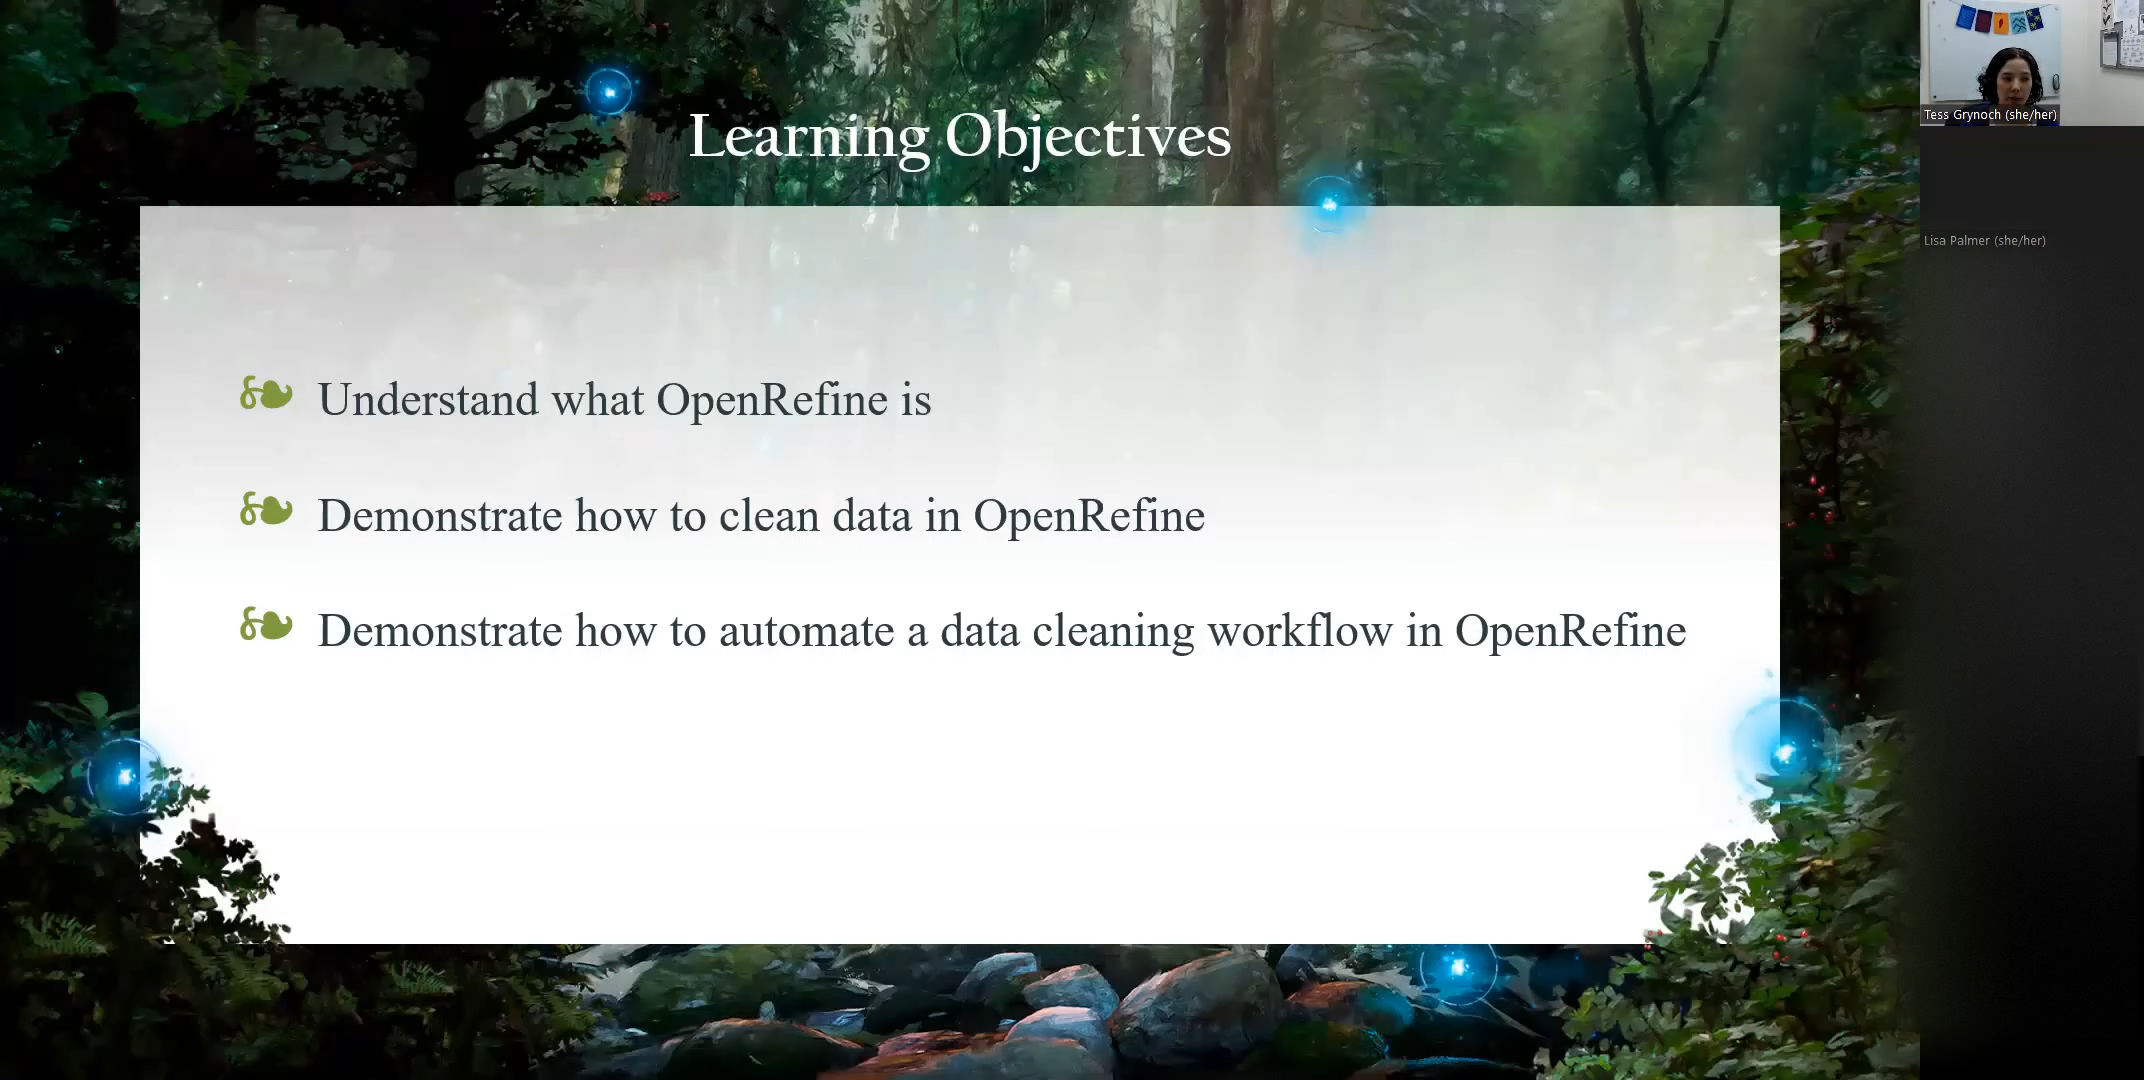 Learning Objectives
Understand what OpenRefine is
Demonstrate how to clean data in OpenRefine
Demonstrate how to automate a data cleaning workflow in OpenRefine
Tess Grynoch (she/her)
Lisa Palmer (she/her)